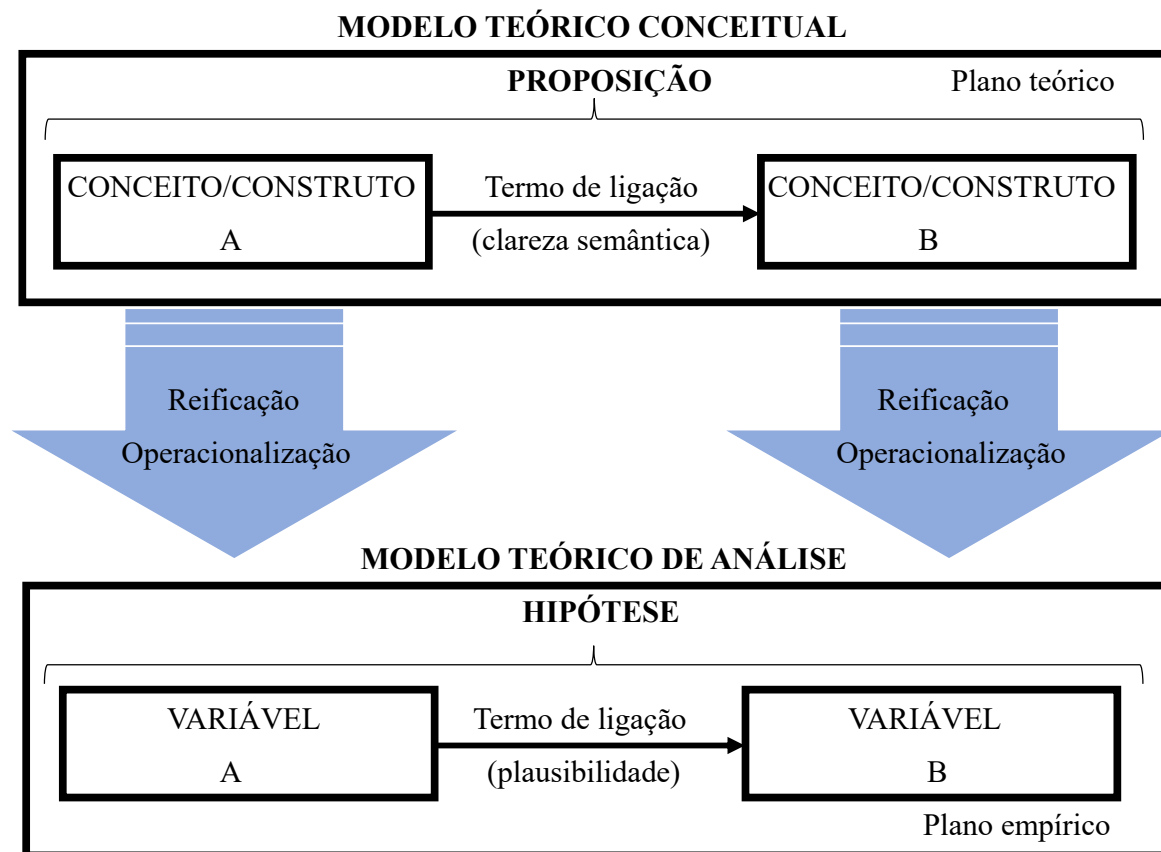 MODELO TEÓRICO CONCEITUAL
PROPOSIÇÃO
Plano teórico
CONCEITO/CONSTRUTO
A
Termo de ligação
(clareza semântica)
CONCEITO/CONSTRUTO
B
Reificação
Operacionalização
Reificação
Operacionalização
MODELO TEÓRICO DE ANÁLISE
HIPÓTESE
VARIÁVEL
A
Termo de ligação
(plausibilidade)
VARIÁVEL
B
Plano empírico